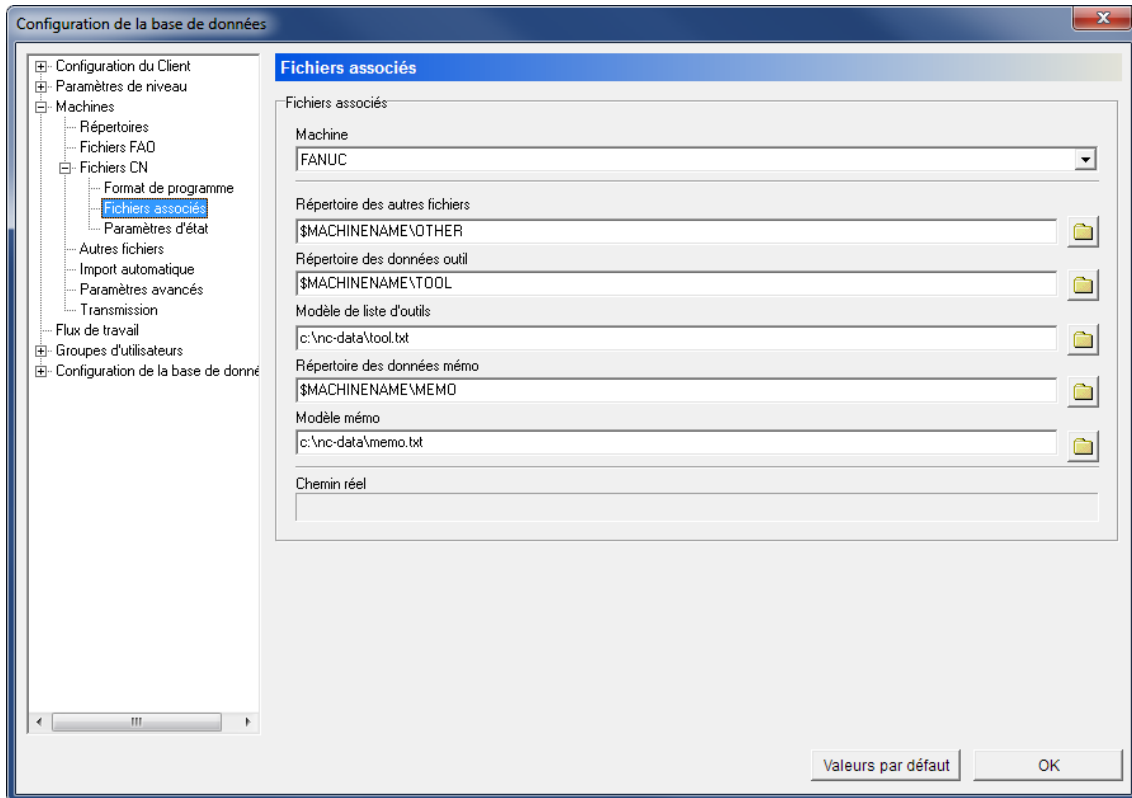 Configuration de la base de données
Configuration du Client
Paramètres de niveau
Machines
Répertoires
Fichiers FAO
Fichiers CN
Format de programme
Fichiers associés
Paramètres d'état
Autres fichiers
Import automatique
Paramètres avancés
Transmission
Flux de travail
Groupes d'utilisateurs
Configuration de la base de donné
Fichiers associés
Fichiers associés
Machine
FANUC
Répertoire des autres fichiers
$MACHINENAME\OTHER
Répertoire des données outil
$MACHINENAME\TOOL
Modèle de liste d'outils
c:\nc-data\tool.txt
Répertoire des données mémo
$MACHINENAME\MEMO
Modèle mémo
c:\nc-data\memo.txt
Chemin réel
Valeurs par défaut
OK